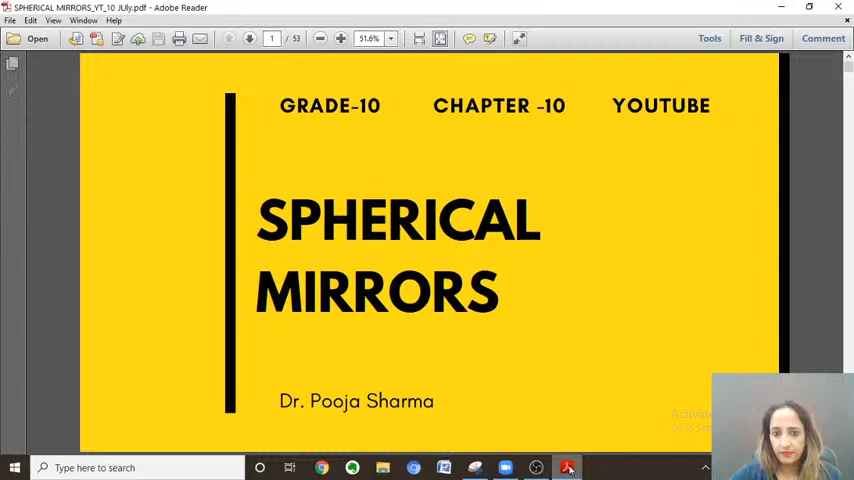 SPHERICAL MIRRORS_YT_10 JUly.pdf - Adobe Reader
File Edit View Window Help
Open 1 / 53 51.6% Tools Fill & Sign Comment
GRADE-10 CHAPTER -10 YOUTUBE
SPHERICAL
MIRRORS
Dr. Pooja Sharma
Type here to search